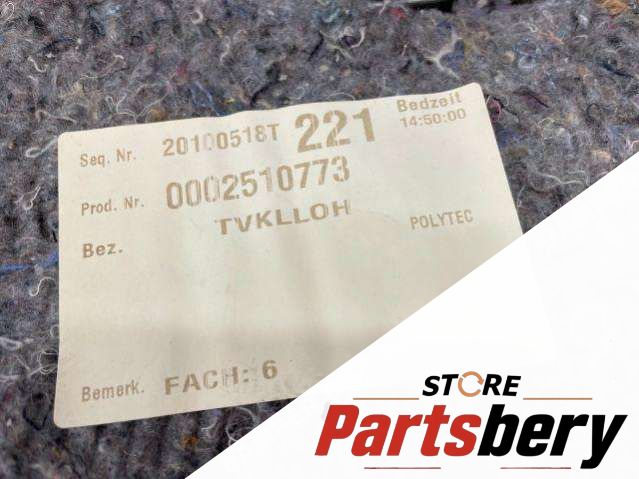 Seq. Nr. 20100518T 221 Bedzeit
14:50:00
Prod. Nr. 0002510773
Bez. TVKLLOH POLYTEC
Bemerk. FACH: 6
STORE
Partsbery